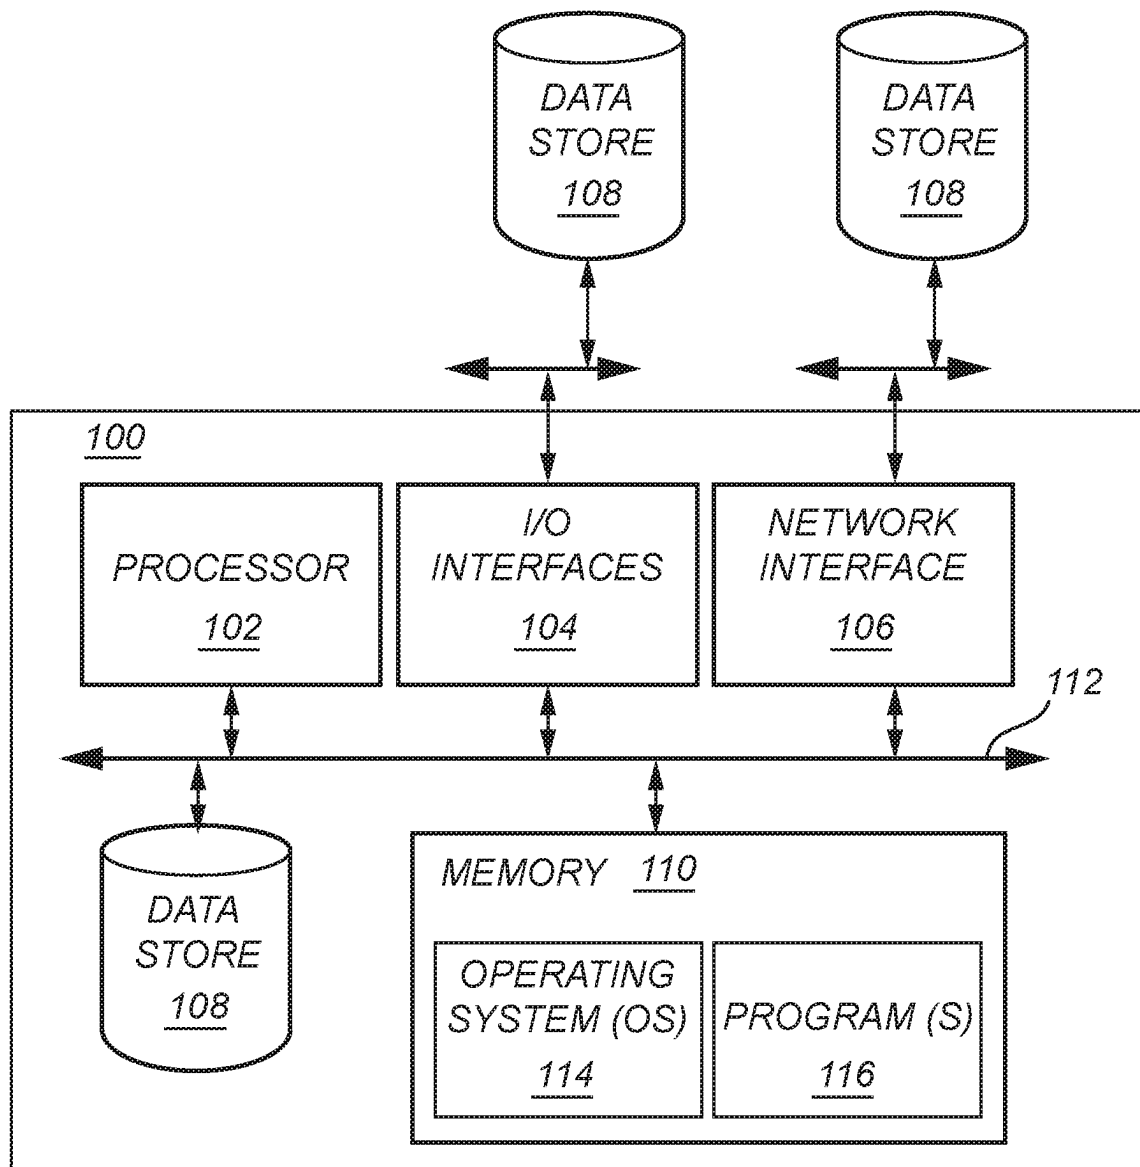 DATA
STORE
108
DATA
STORE
108
100
PROCESSOR
102
I/O
INTERFACES
104
NETWORK
INTERFACE
106
112
DATA
STORE
108
MEMORY 110
OPERATING
SYSTEM (OS)
114
PROGRAM (S)
116